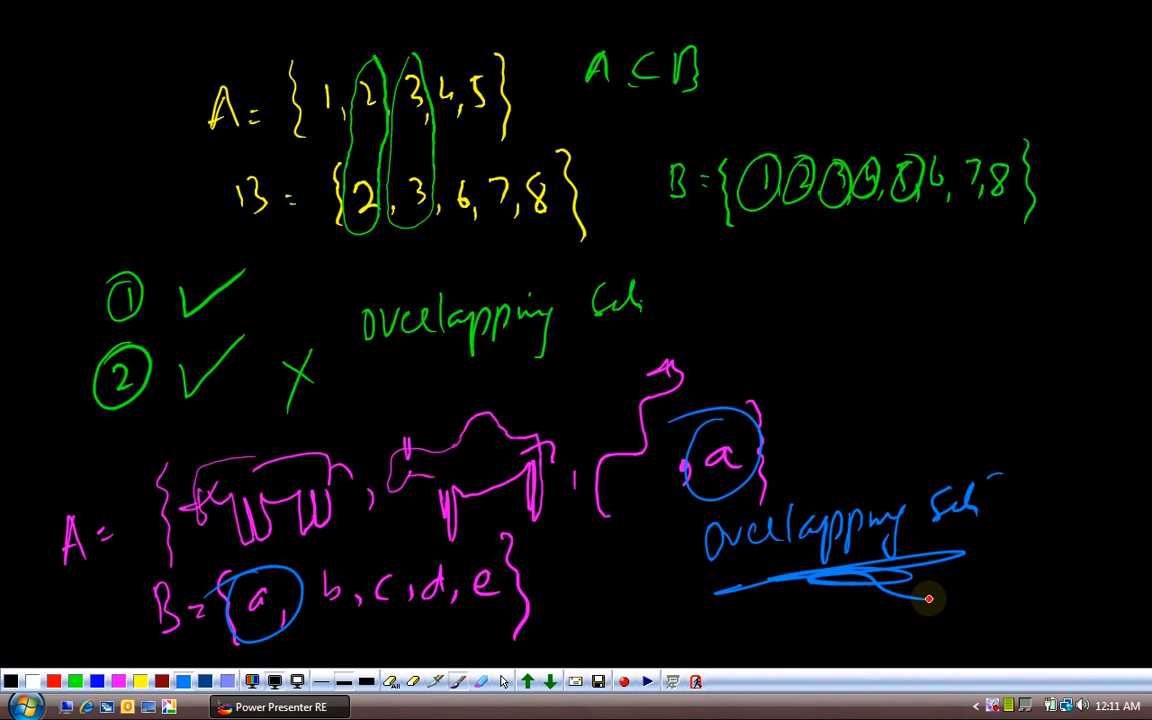 A = { 1, 2, 3, 4, 5 }
A ⊂ B
B = { 2, 3, 6, 7, 8 }
B = { 1, 2, 3, 4, 5, 6, 7, 8 }
① ✓
overlapping Sets
② ✓ X
A = { , , , a }
overlapping Sets
B = { a, b, c, d, e }
All
Power Presenter RE
12:11 AM